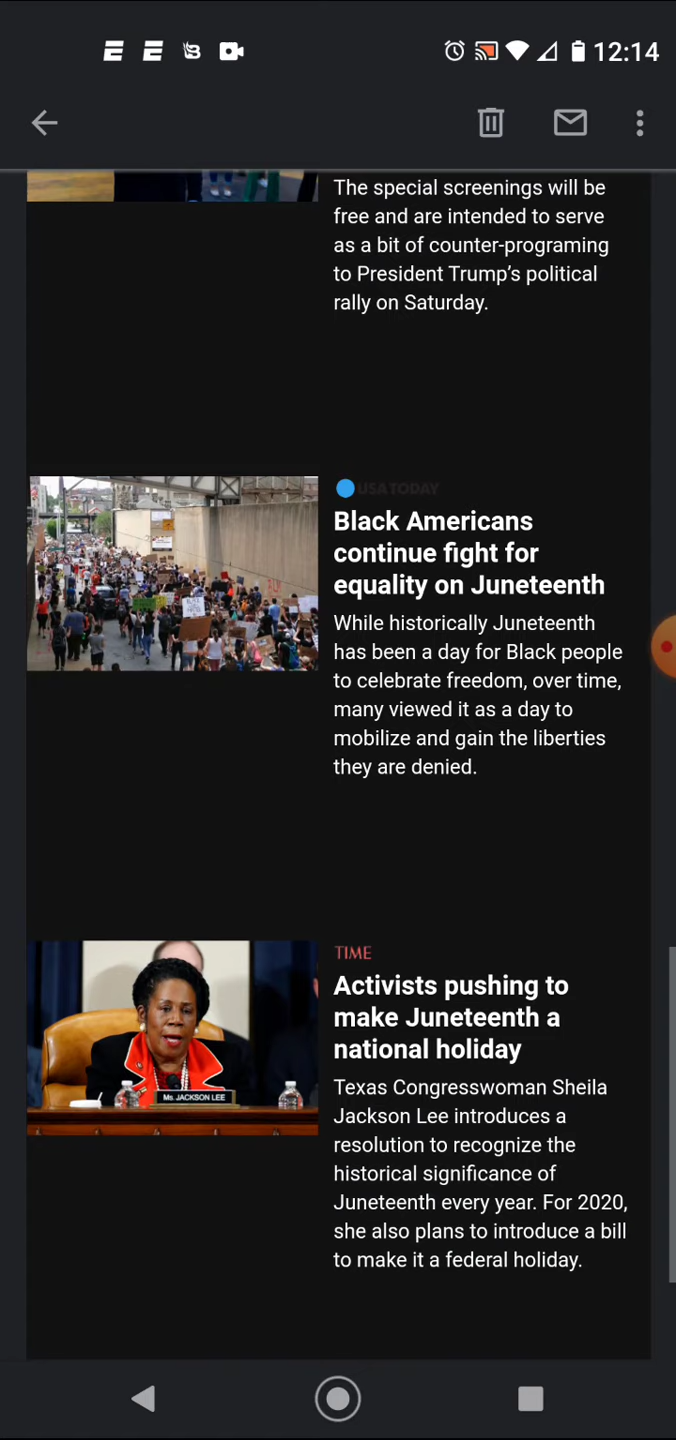 12:14
The special screenings will be
free and are intended to serve
as a bit of counter-programing
to President Trump’s political
rally on Saturday.
USA TODAY
Black Americans
continue fight for
equality on Juneteenth
While historically Juneteenth
has been a day for Black people
to celebrate freedom, over time,
many viewed it as a day to
mobilize and gain the liberties
they are denied.
TIME
Activists pushing to
make Juneteenth a
national holiday
Ms. JACKSON LEE
Texas Congresswoman Sheila
Jackson Lee introduces a
resolution to recognize the
historical significance of
Juneteenth every year. For 2020,
she also plans to introduce a bill
to make it a federal holiday.